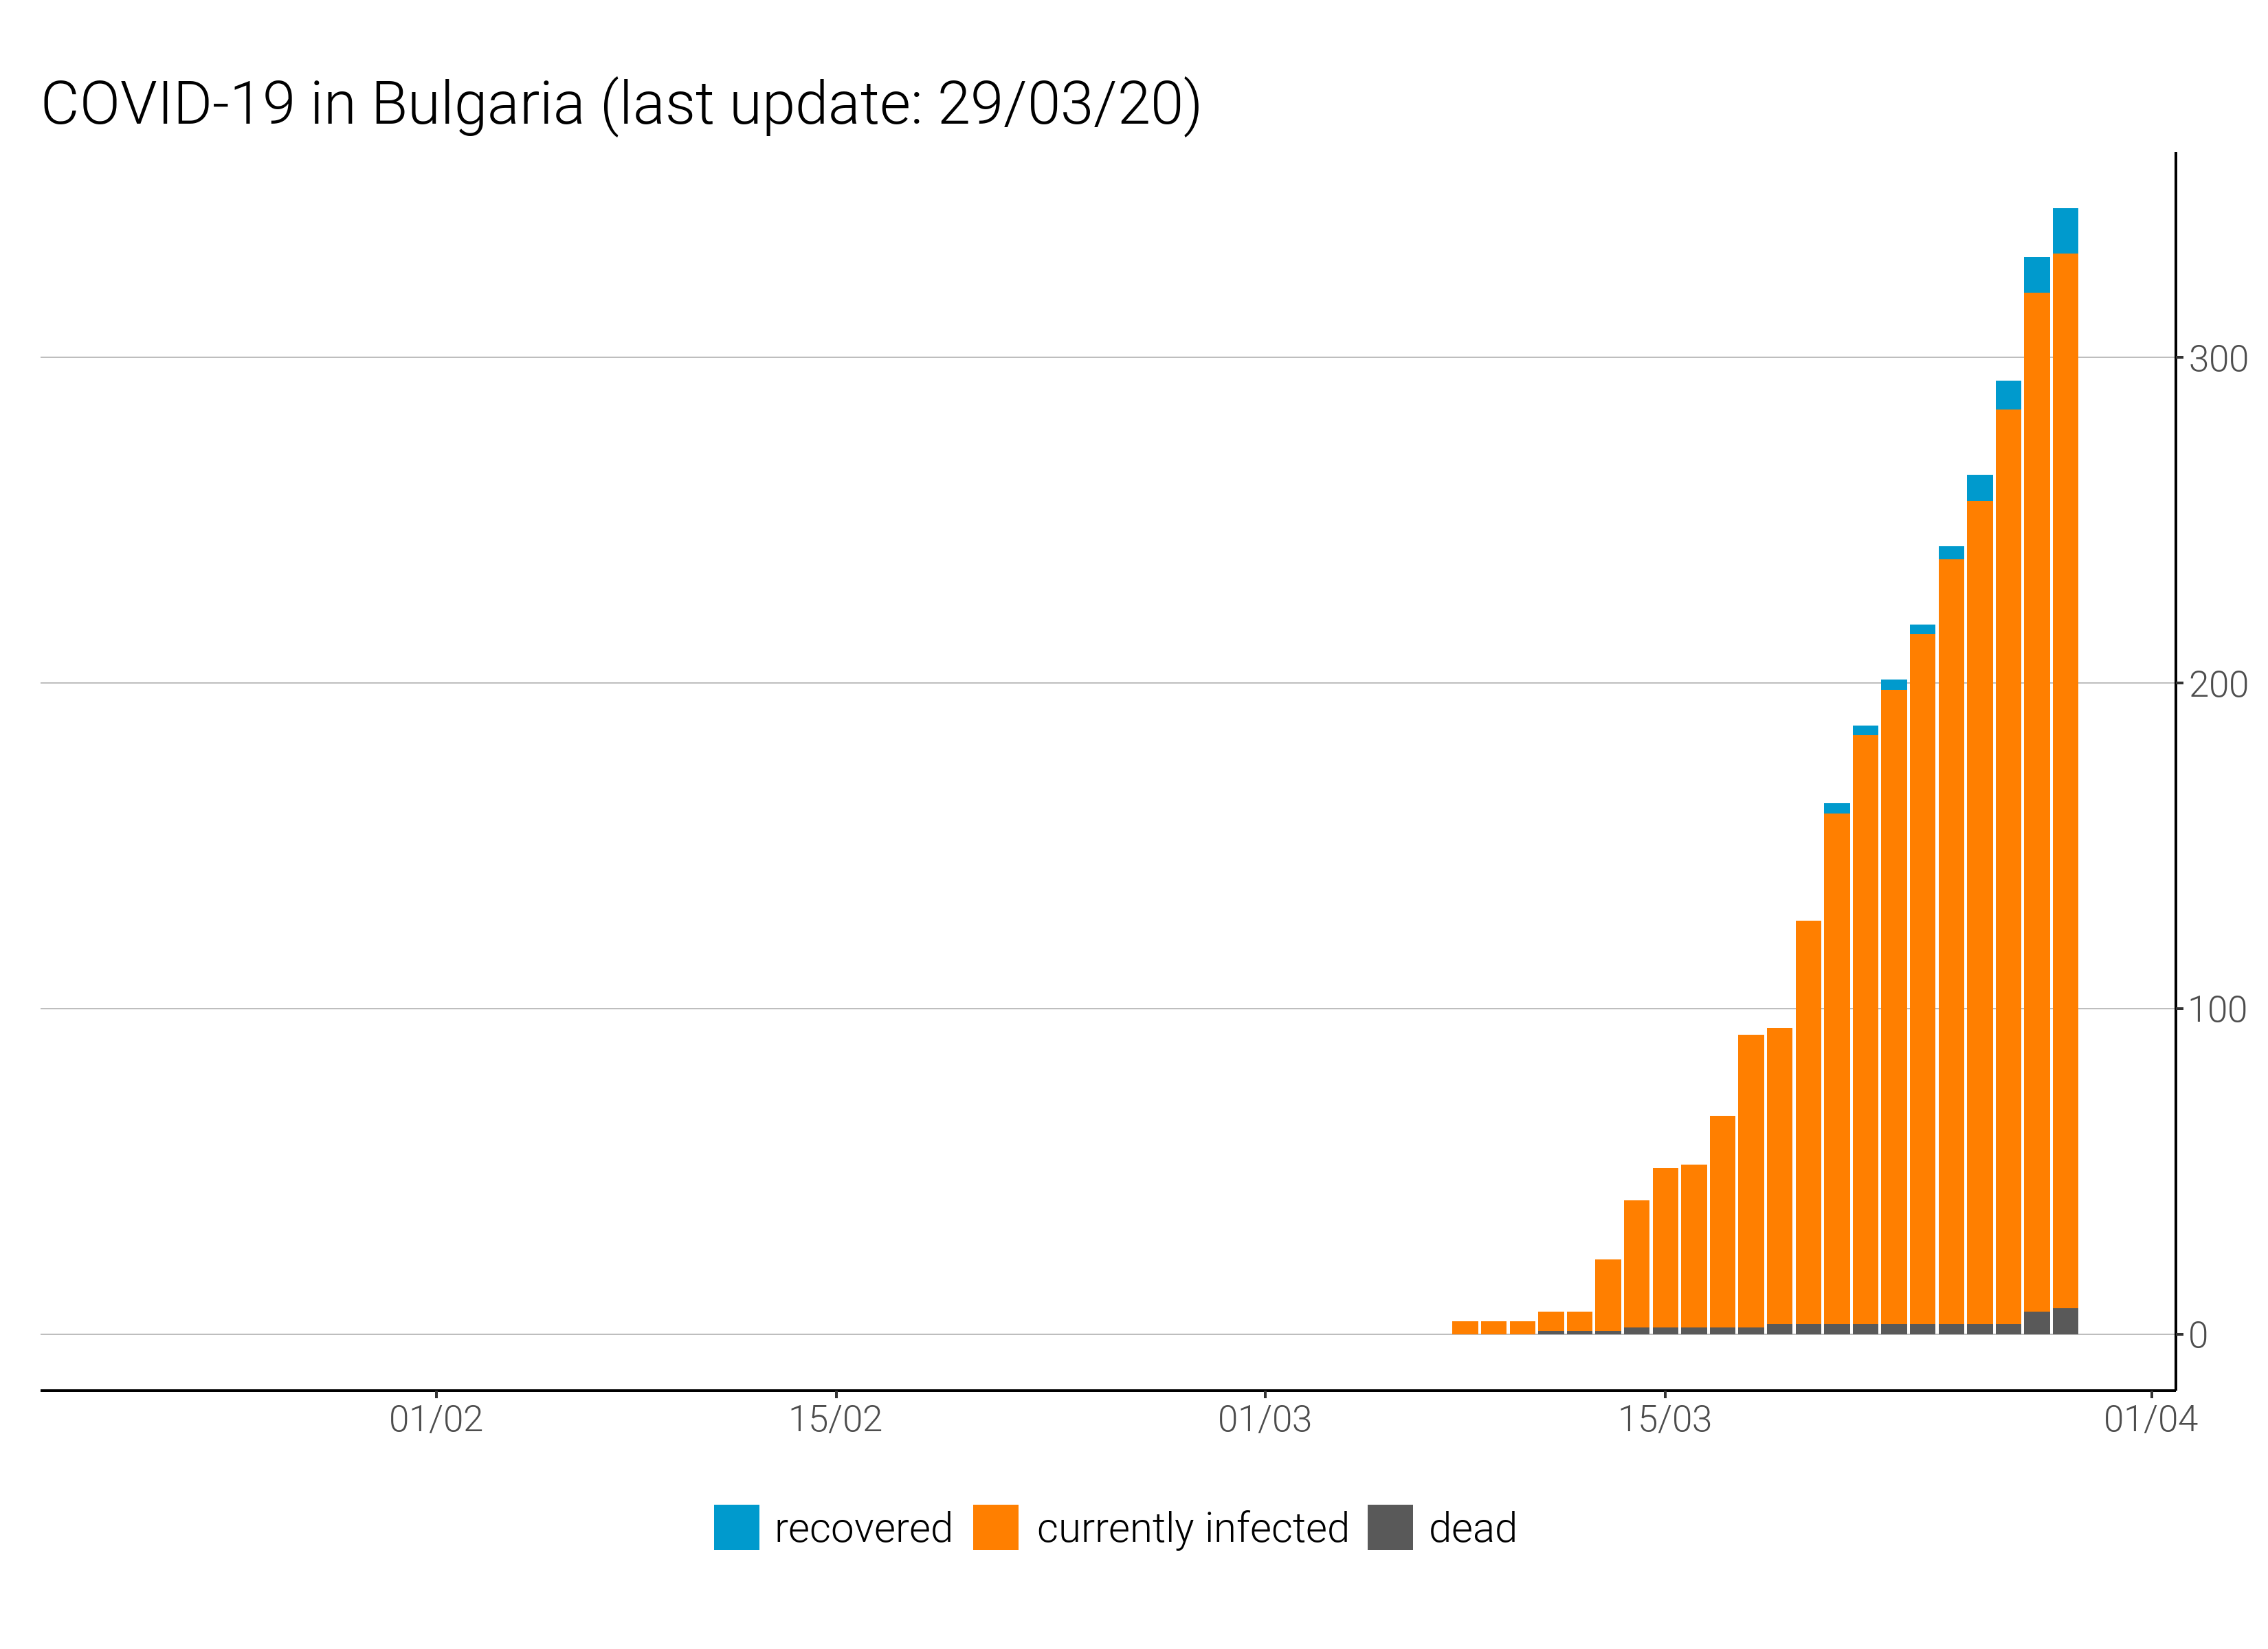 COVID-19 in Bulgaria (last update: 29/03/20)
300
200
100
0
01/02 15/02 01/03 15/03 01/04
recovered currently infected dead